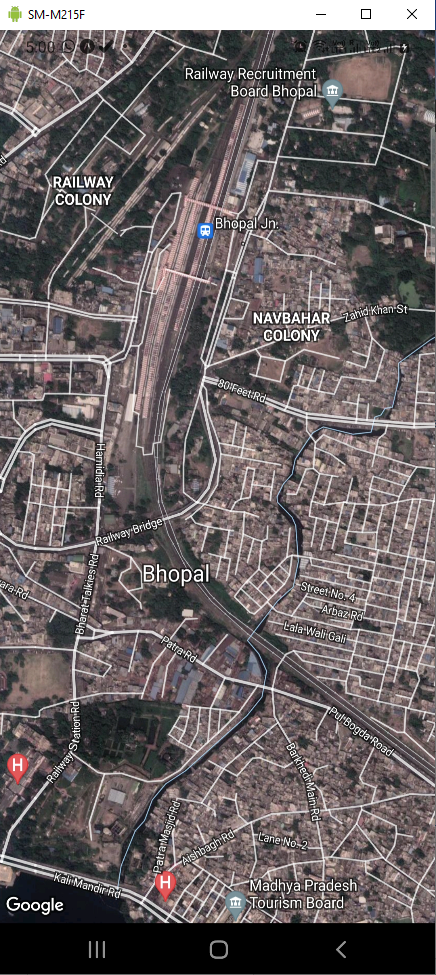 SM-M215F
5:00
Railway Recruitment
Board Bhopal
RAILWAY
COLONY
Bhopal Jn.
NAVBAHAR
COLONY
Zahid Khan St
80 Feet Rd
Hamidia Rd
Railway Bridge
Bhopal
Bharat Talkies Rd
Street No. 4
Arbaz Rd
Lala Wali Gali
Patra Rd
Pul Bogda Road
Railway Station Rd
Barkhedi Main Rd
H
Patra Masjid Rd
Aishbagh Rd
Lane No. 2
Kali Mandir Rd
H
Madhya Pradesh
Tourism Board
Google